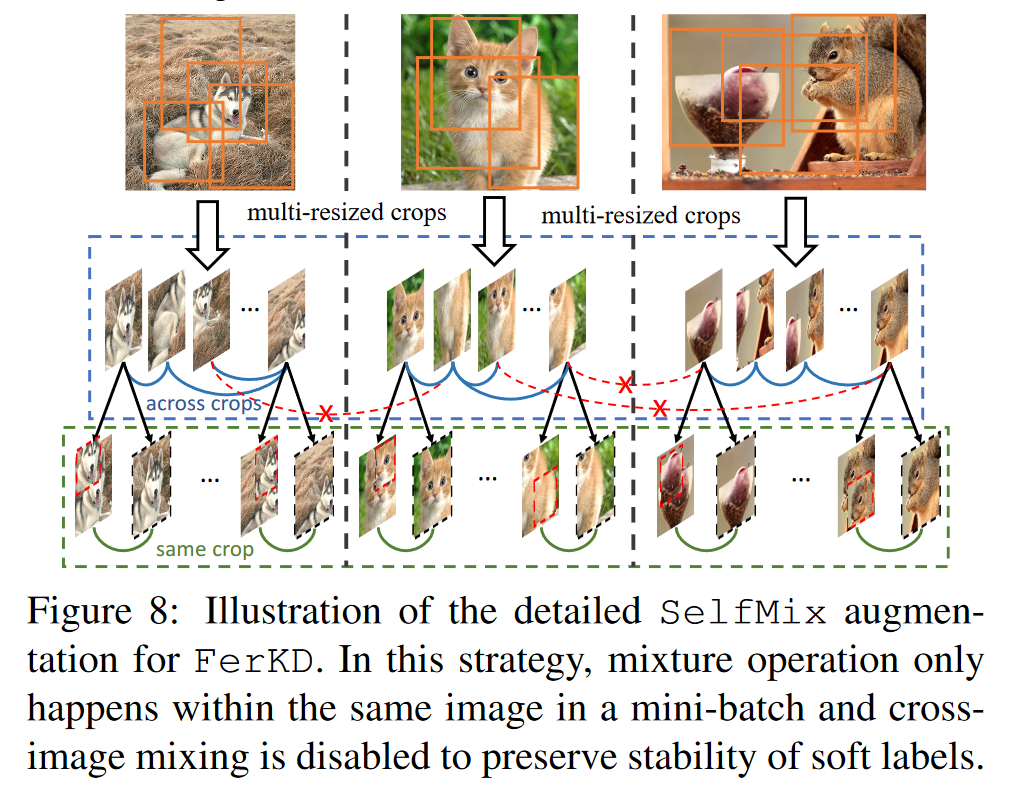 multi-resized crops
multi-resized crops
...
...
...
X
X
X
across crops
...
...
...
same crop
Figure 8: Illustration of the detailed SelfMix augmen-
tation for FerKD. In this strategy, mixture operation only
happens within the same image in a mini-batch and cross-
image mixing is disabled to preserve stability of soft labels.